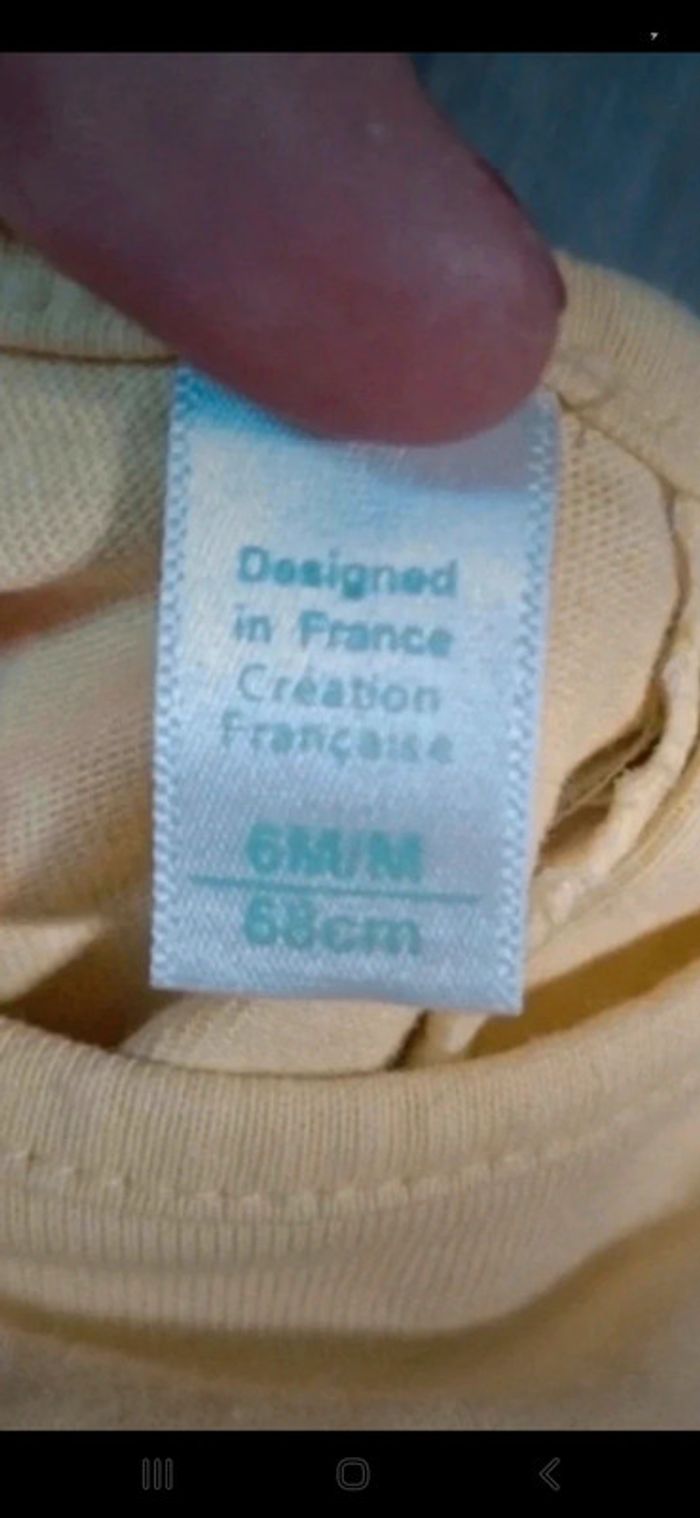 Designed
in France
Création
Française
6M/M
68cm